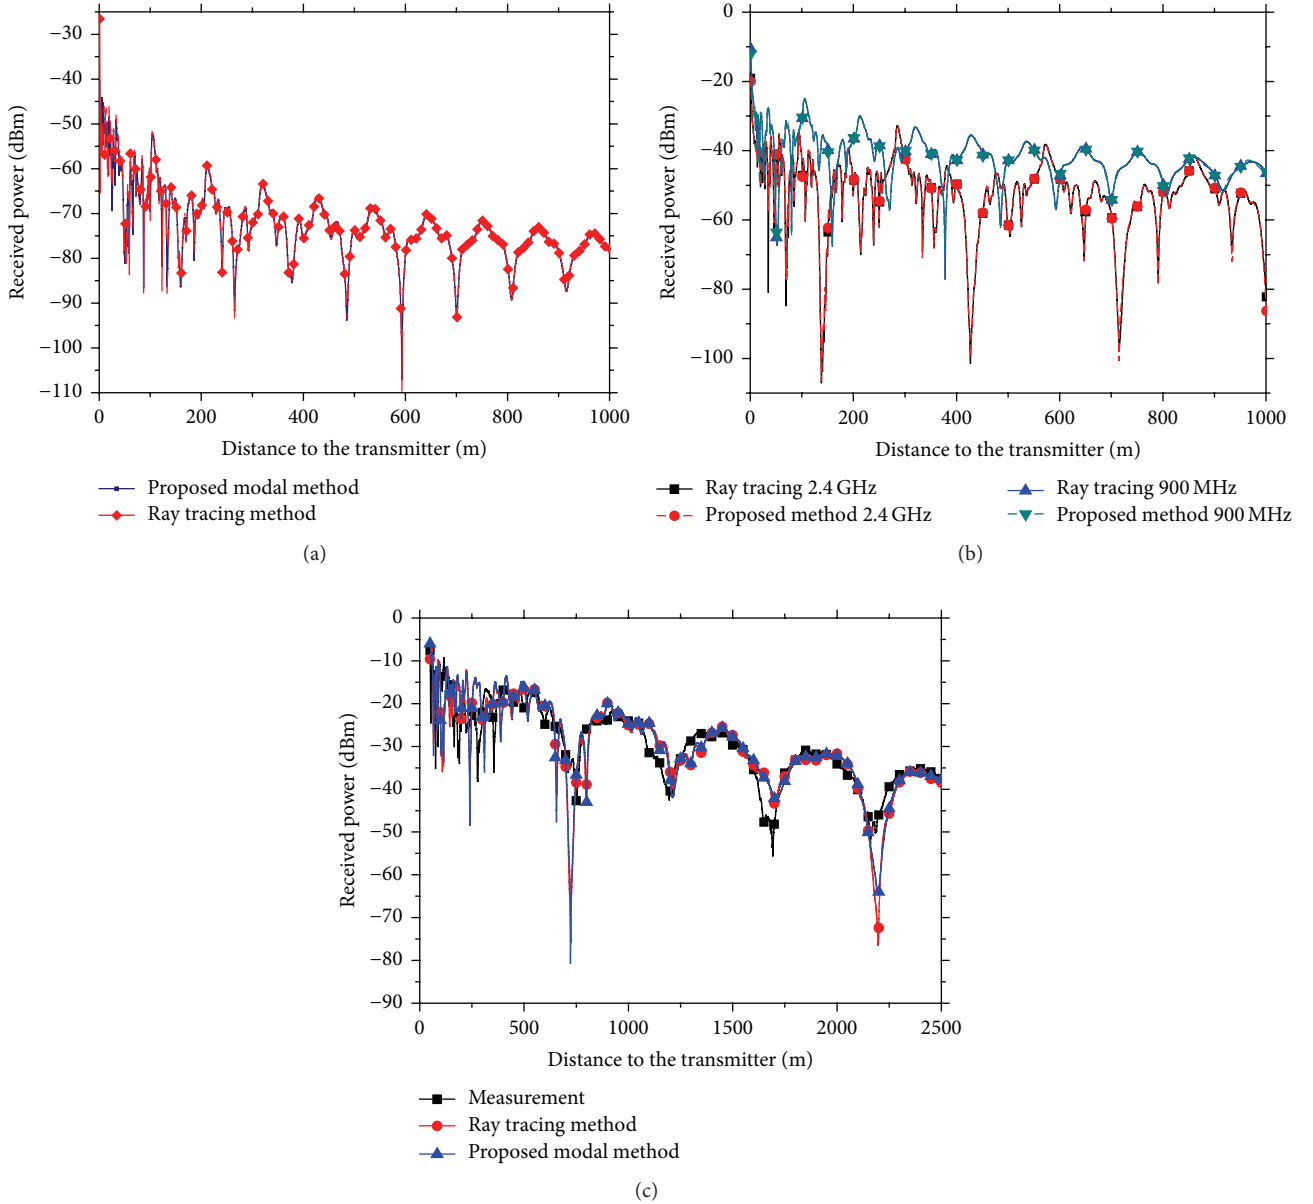 −30
−40
−50
−60
−70
−80
−90
−100
−110
Received power (dBm)
0
200
400
600
800
1000
Distance to the transmitter (m)
Proposed modal method
Ray tracing method
(a)
0
−20
−40
−60
−80
−100
Received power (dBm)
0
200
400
600
800
1000
Distance to the transmitter (m)
Ray tracing 2.4 GHz
Proposed method 2.4 GHz
Ray tracing 900 MHz
Proposed method 900 MHz
(b)
0
−10
−20
−30
−40
−50
−60
−70
−80
−90
Received power (dBm)
0
500
1000
1500
2000
2500
Distance to the transmitter (m)
Measurement
Ray tracing method
Proposed modal method
(c)